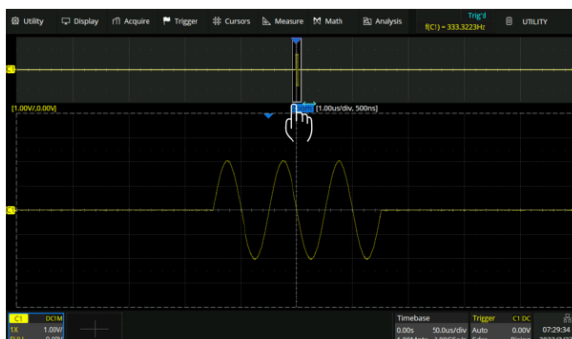 Utility Display Acquire Trigger Cursors Measure Math Analysis Trig'd UTILITY
f(C1) = 333.3223Hz
C1
[1.00V/,0.00V] [1.00us/div, 500ns]
C1 DC1M Timebase Trigger C1 DC
1X 1.00V/ 0.00s 50.0us/div Auto 0.00V 07:29:34